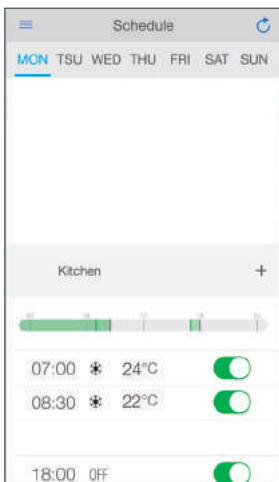 Schedule
MON TSU WED THU FRI SAT SUN
Kitchen +
07:00 24°C
08:30 22°C
18:00 OFF